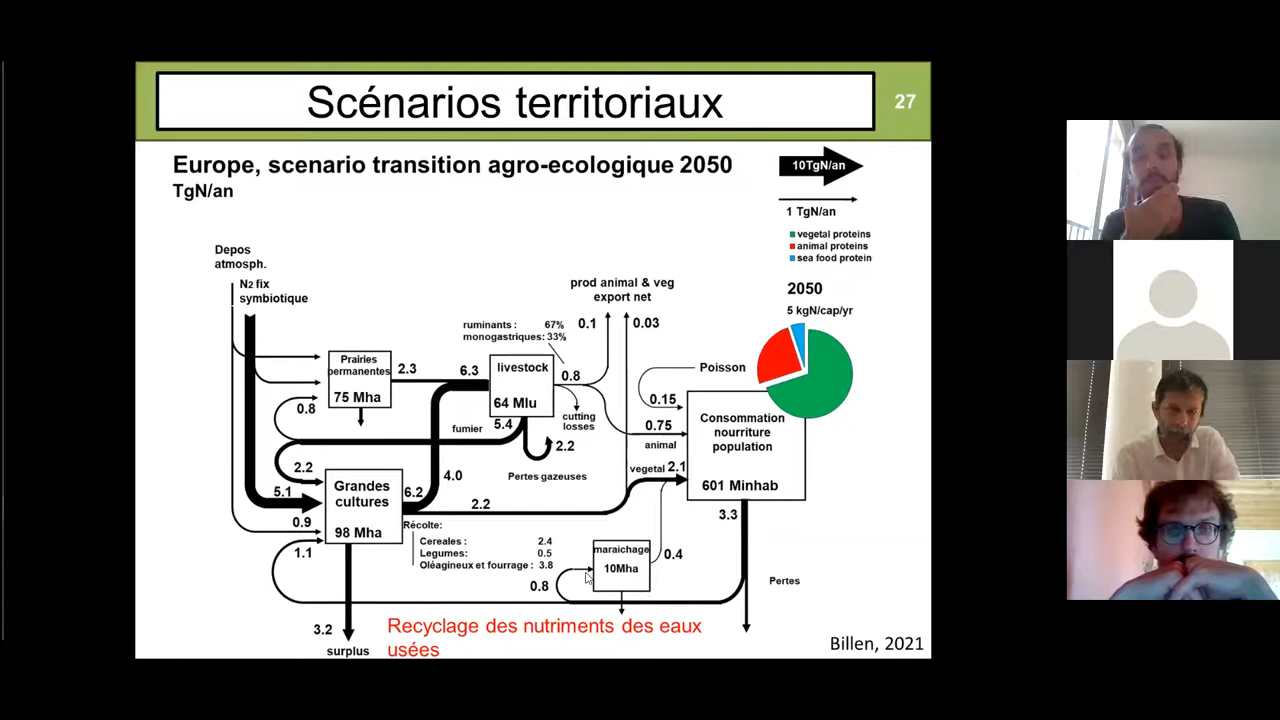 Scénarios territoriaux
27
Europe, scenario transition agro-ecologique 2050
TgN/an
10TgN/an
1 TgN/an
vegetal proteins
animal proteins
sea food protein
2050
5 kgN/cap/yr
Depos
atmosph.
N2 fix
symbiotique
prod animal & veg
export net
ruminants : 67%
monogastriques: 33%
0.1
0.03
Prairies
permanentes
75 Mha
2.3
6.3
livestock
64 Mlu
0.8
Poisson
0.15
cutting
losses
0.75
animal
Consommation
nourriture
population
601 Minhab
0.8
fumier
5.4
2.2
Pertes gazeuses
vegetal
2.1
2.2
5.1
Grandes
cultures
98 Mha
6.2
4.0
2.2
0.9
1.1
Récolte:
Cereales : 2.4
Legumes: 0.5
Oléagineux et fourrage : 3.8
maraichage
10Mha
0.4
0.8
3.3
Pertes
3.2
surplus
Recyclage des nutriments des eaux
usées
Billen, 2021